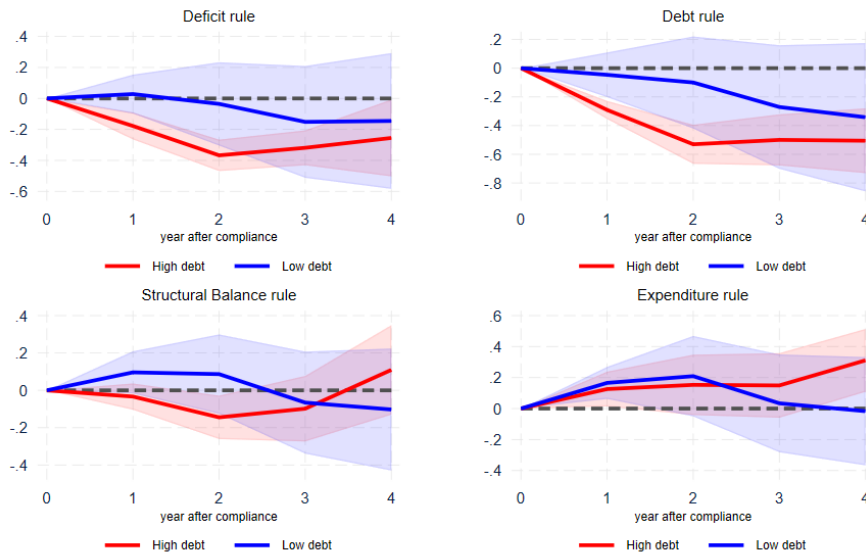 Deficit rule
.4
.2
0
-.2
-.4
-.6
0 1 2 3 4
year after compliance
High debt Low debt
Debt rule
.2
0
-.2
-.4
-.6
-.8
0 1 2 3 4
year after compliance
High debt Low debt
Structural Balance rule
.4
.2
0
-.2
-.4
0 1 2 3 4
year after compliance
High debt Low debt
Expenditure rule
.6
.4
.2
0
-.2
-.4
0 1 2 3 4
year after compliance
High debt Low debt